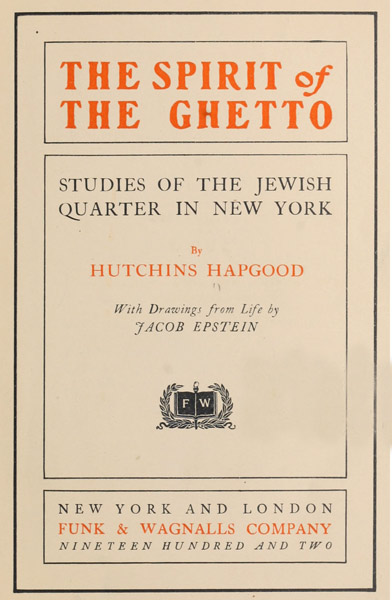 THE SPIRIT of
THE GHETTO
STUDIES OF THE JEWISH
QUARTER IN NEW YORK
By
HUTCHINS HAPGOOD
With Drawings from Life by
JACOB EPSTEIN
F W
NEW YORK AND LONDON
FUNK & WAGNALLS COMPANY
NINETEEN HUNDRED AND TWO